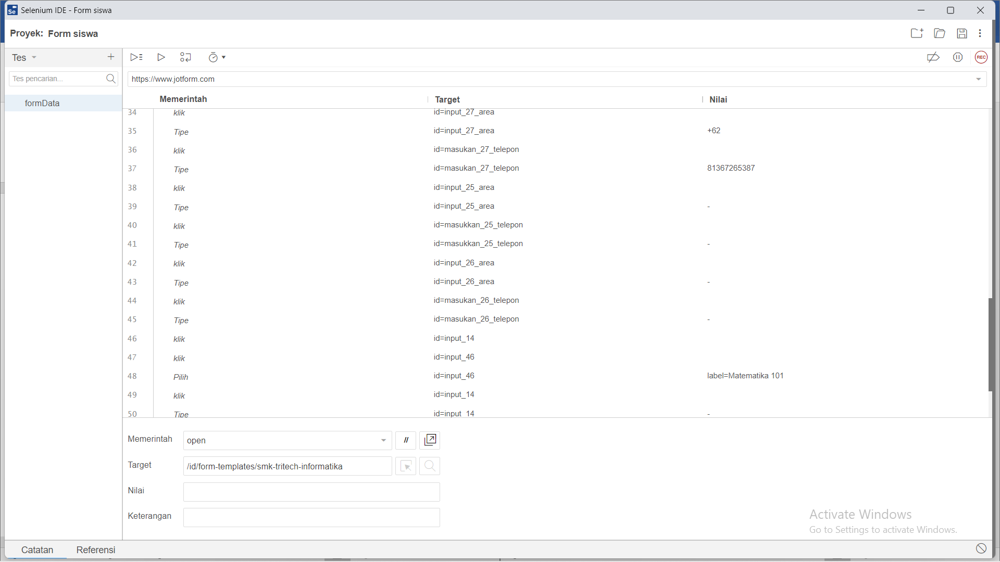 Selenium IDE - Form siswa
Proyek: Form siswa
Tes
Tes pencarian...
formData
REC
https://www.jotform.com
Memerintah Target Nilai
34 klik id=input_27_area
35 Tipe id=input_27_area +62
36 klik id=masukan_27_telepon
37 Tipe id=masukan_27_telepon 81367265387
38 klik id=input_25_area
39 Tipe id=input_25_area -
40 klik id=masukkan_25_telepon
41 Tipe id=masukkan_25_telepon -
42 klik id=input_26_area
43 Tipe id=input_26_area -
44 klik id=masukan_26_telepon
45 Tipe id=masukan_26_telepon -
46 klik id=input_14
47 klik id=input_46
48 Pilih id=input_46 label=Matematika 101
49 klik id=input_14
50 Tipe id=input_14 -
Memerintah open //
Target /id/form-templates/smk-tritech-informatika
Nilai
Keterangan
Activate Windows
Go to Settings to activate Windows.
Catatan Referensi